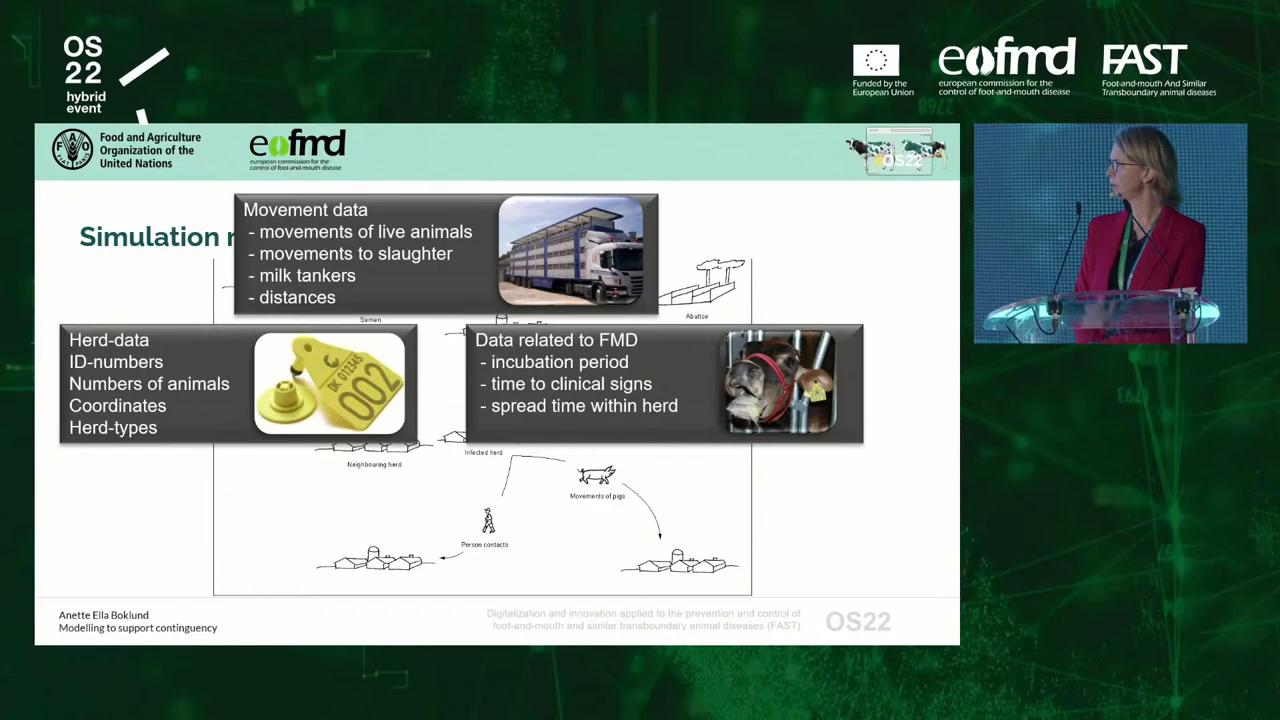 OS
22
hybrid
event
Funded by the
European Union
eofmd
european commission for the
control of foot-and-mouth disease
FAST
Foot-and-mouth And Similar
Transboundary animal diseases
Food and Agriculture
Organization of the
United Nations
eofmd
european commission for the
control of foot-and-mouth disease
#OS22
Simulation
Movement data
- movements of live animals
- movements to slaughter
- milk tankers
- distances
Semen
Abattoir
Herd-data
ID-numbers
Numbers of animals
Coordinates
Herd-types
DK 012345
002
Data related to FMD
- incubation period
- time to clinical signs
- spread time within herd
Neighbouring herd
Infected herd
Movements of pigs
Person contacts
Anette Ella Boklund
Modelling to support contingency
Digitalization and innovation applied to the prevention and control of
foot-and-mouth and similar transboundary animal diseases (FAST)
OS22